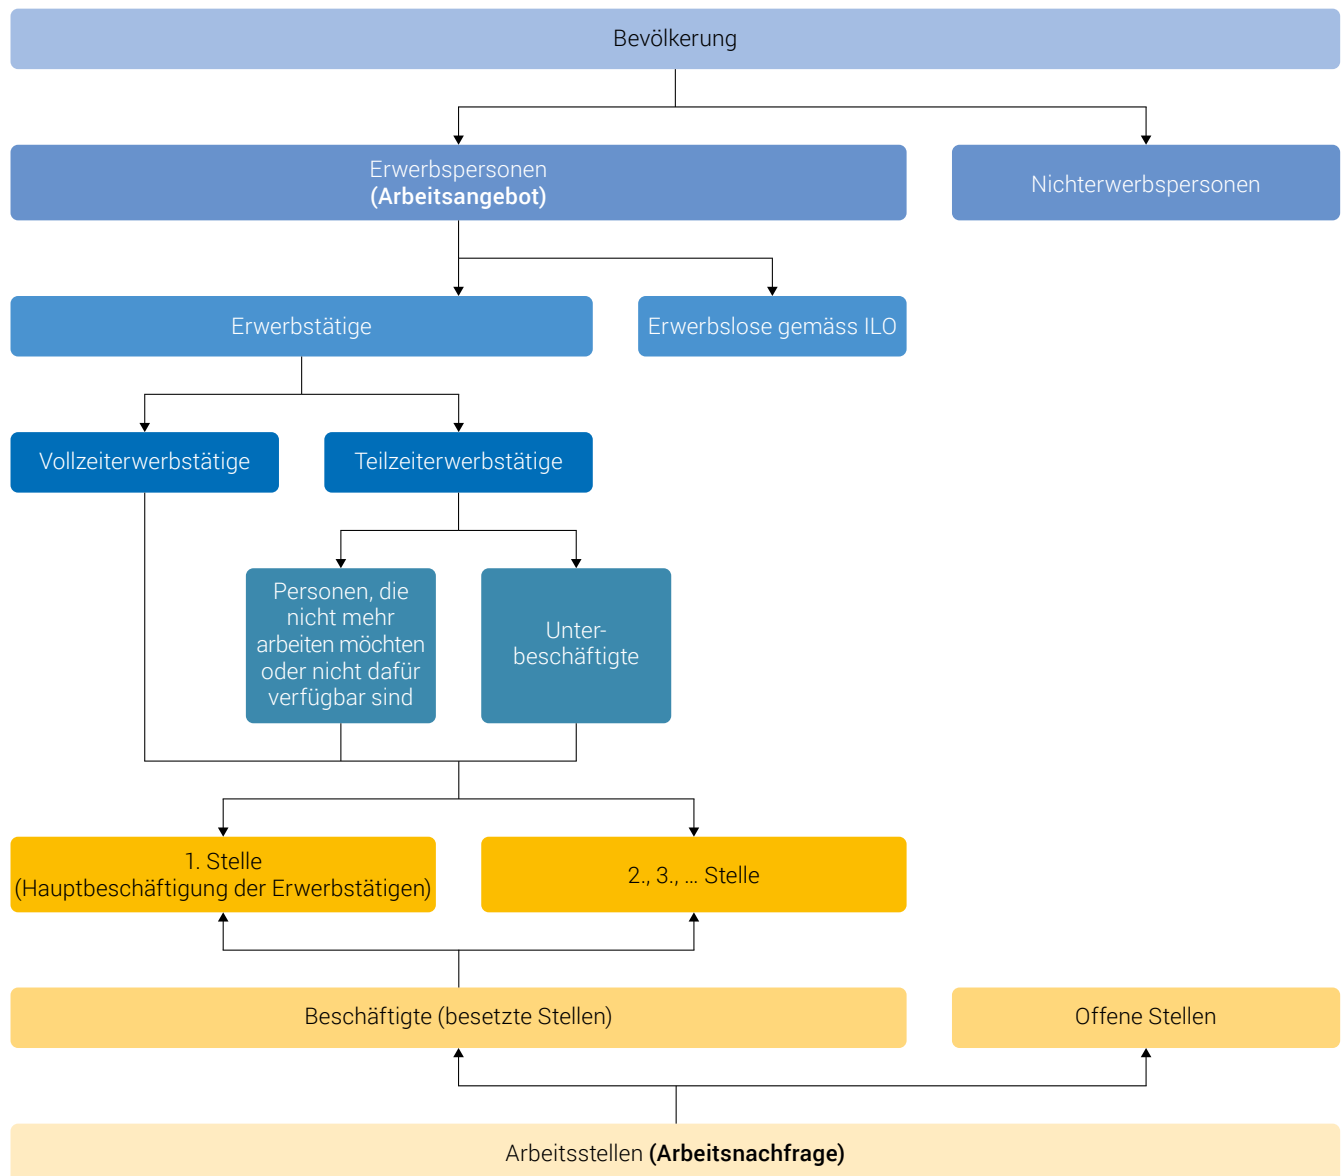 Bevölkerung
Erwerbspersonen
(Arbeitsangebot)
Nichterwerbspersonen
Erwerbstätige
Erwerbslose gemäss ILO
Vollzeiterwerbstätige
Teilzeiterwerbstätige
Personen, die
nicht mehr
arbeiten möchten
oder nicht dafür
verfügbar sind
Unter-
beschäftigte
1. Stelle
(Hauptbeschäftigung der Erwerbstätigen)
2., 3., ... Stelle
Beschäftigte (besetzte Stellen)
Offene Stellen
Arbeitsstellen (Arbeitsnachfrage)